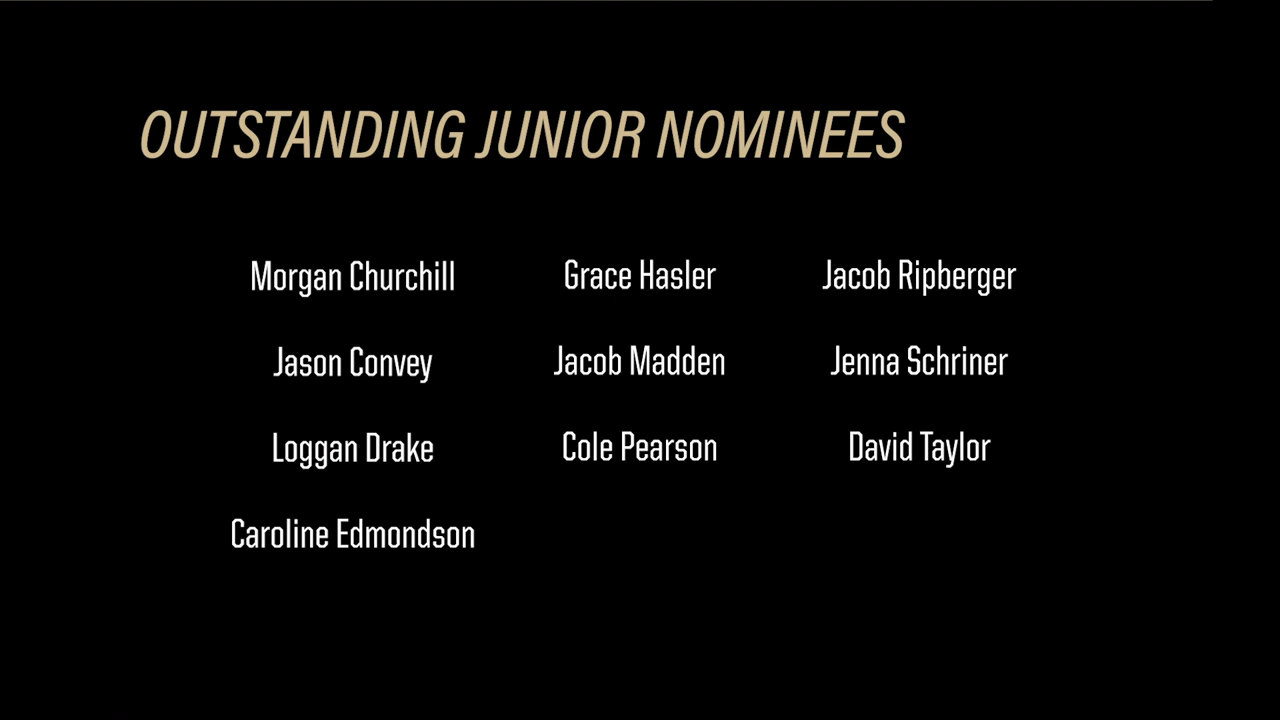 OUTSTANDING JUNIOR NOMINEES
Morgan Churchill
Jason Convey
Loggan Drake
Caroline Edmondson
Grace Hasler
Jacob Madden
Cole Pearson
Jacob Ripberger
Jenna Schriner
David Taylor